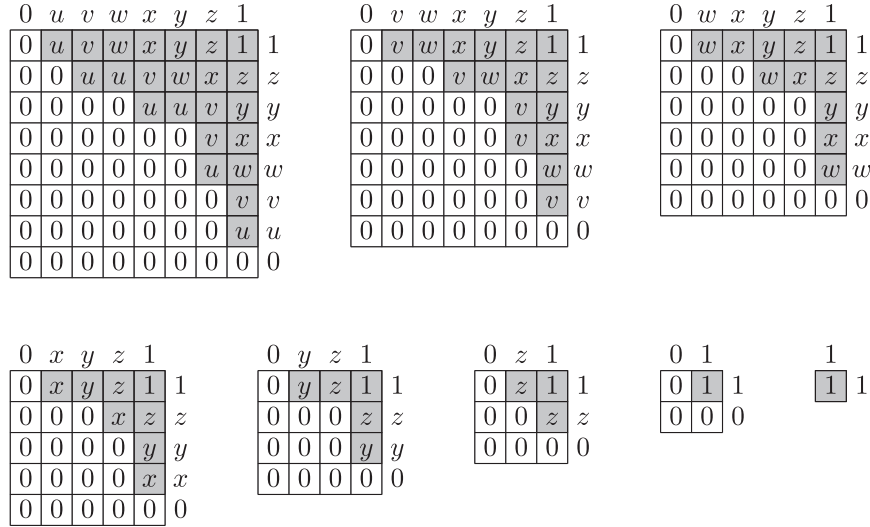 0 u v w x y z 1
0 u v w x y z 1 1
0 0 u u v w x z z
0 0 0 0 u u v y y
0 0 0 0 0 0 v x x
0 0 0 0 0 0 u w w
0 0 0 0 0 0 0 v v
0 0 0 0 0 0 0 u u
0 0 0 0 0 0 0 0 0
0 v w x y z 1
0 v w x y z 1 1
0 0 0 v w x z z
0 0 0 0 0 v y y
0 0 0 0 0 v x x
0 0 0 0 0 0 w w
0 0 0 0 0 0 v v
0 0 0 0 0 0 0 0
0 w x y z 1
0 w x y z 1 1
0 0 0 w x z z
0 0 0 0 0 y y
0 0 0 0 0 x x
0 0 0 0 0 w w
0 0 0 0 0 0 0
0 x y z 1
0 x y z 1 1
0 0 0 x z z
0 0 0 0 y y
0 0 0 0 x x
0 0 0 0 0 0
0 y z 1
0 y z 1 1
0 0 0 z z
0 0 0 y y
0 0 0 0 0
0 z 1
0 z 1 1
0 0 z z
0 0 0 0
0 1
0 1 1
0 0 0
1
1 1